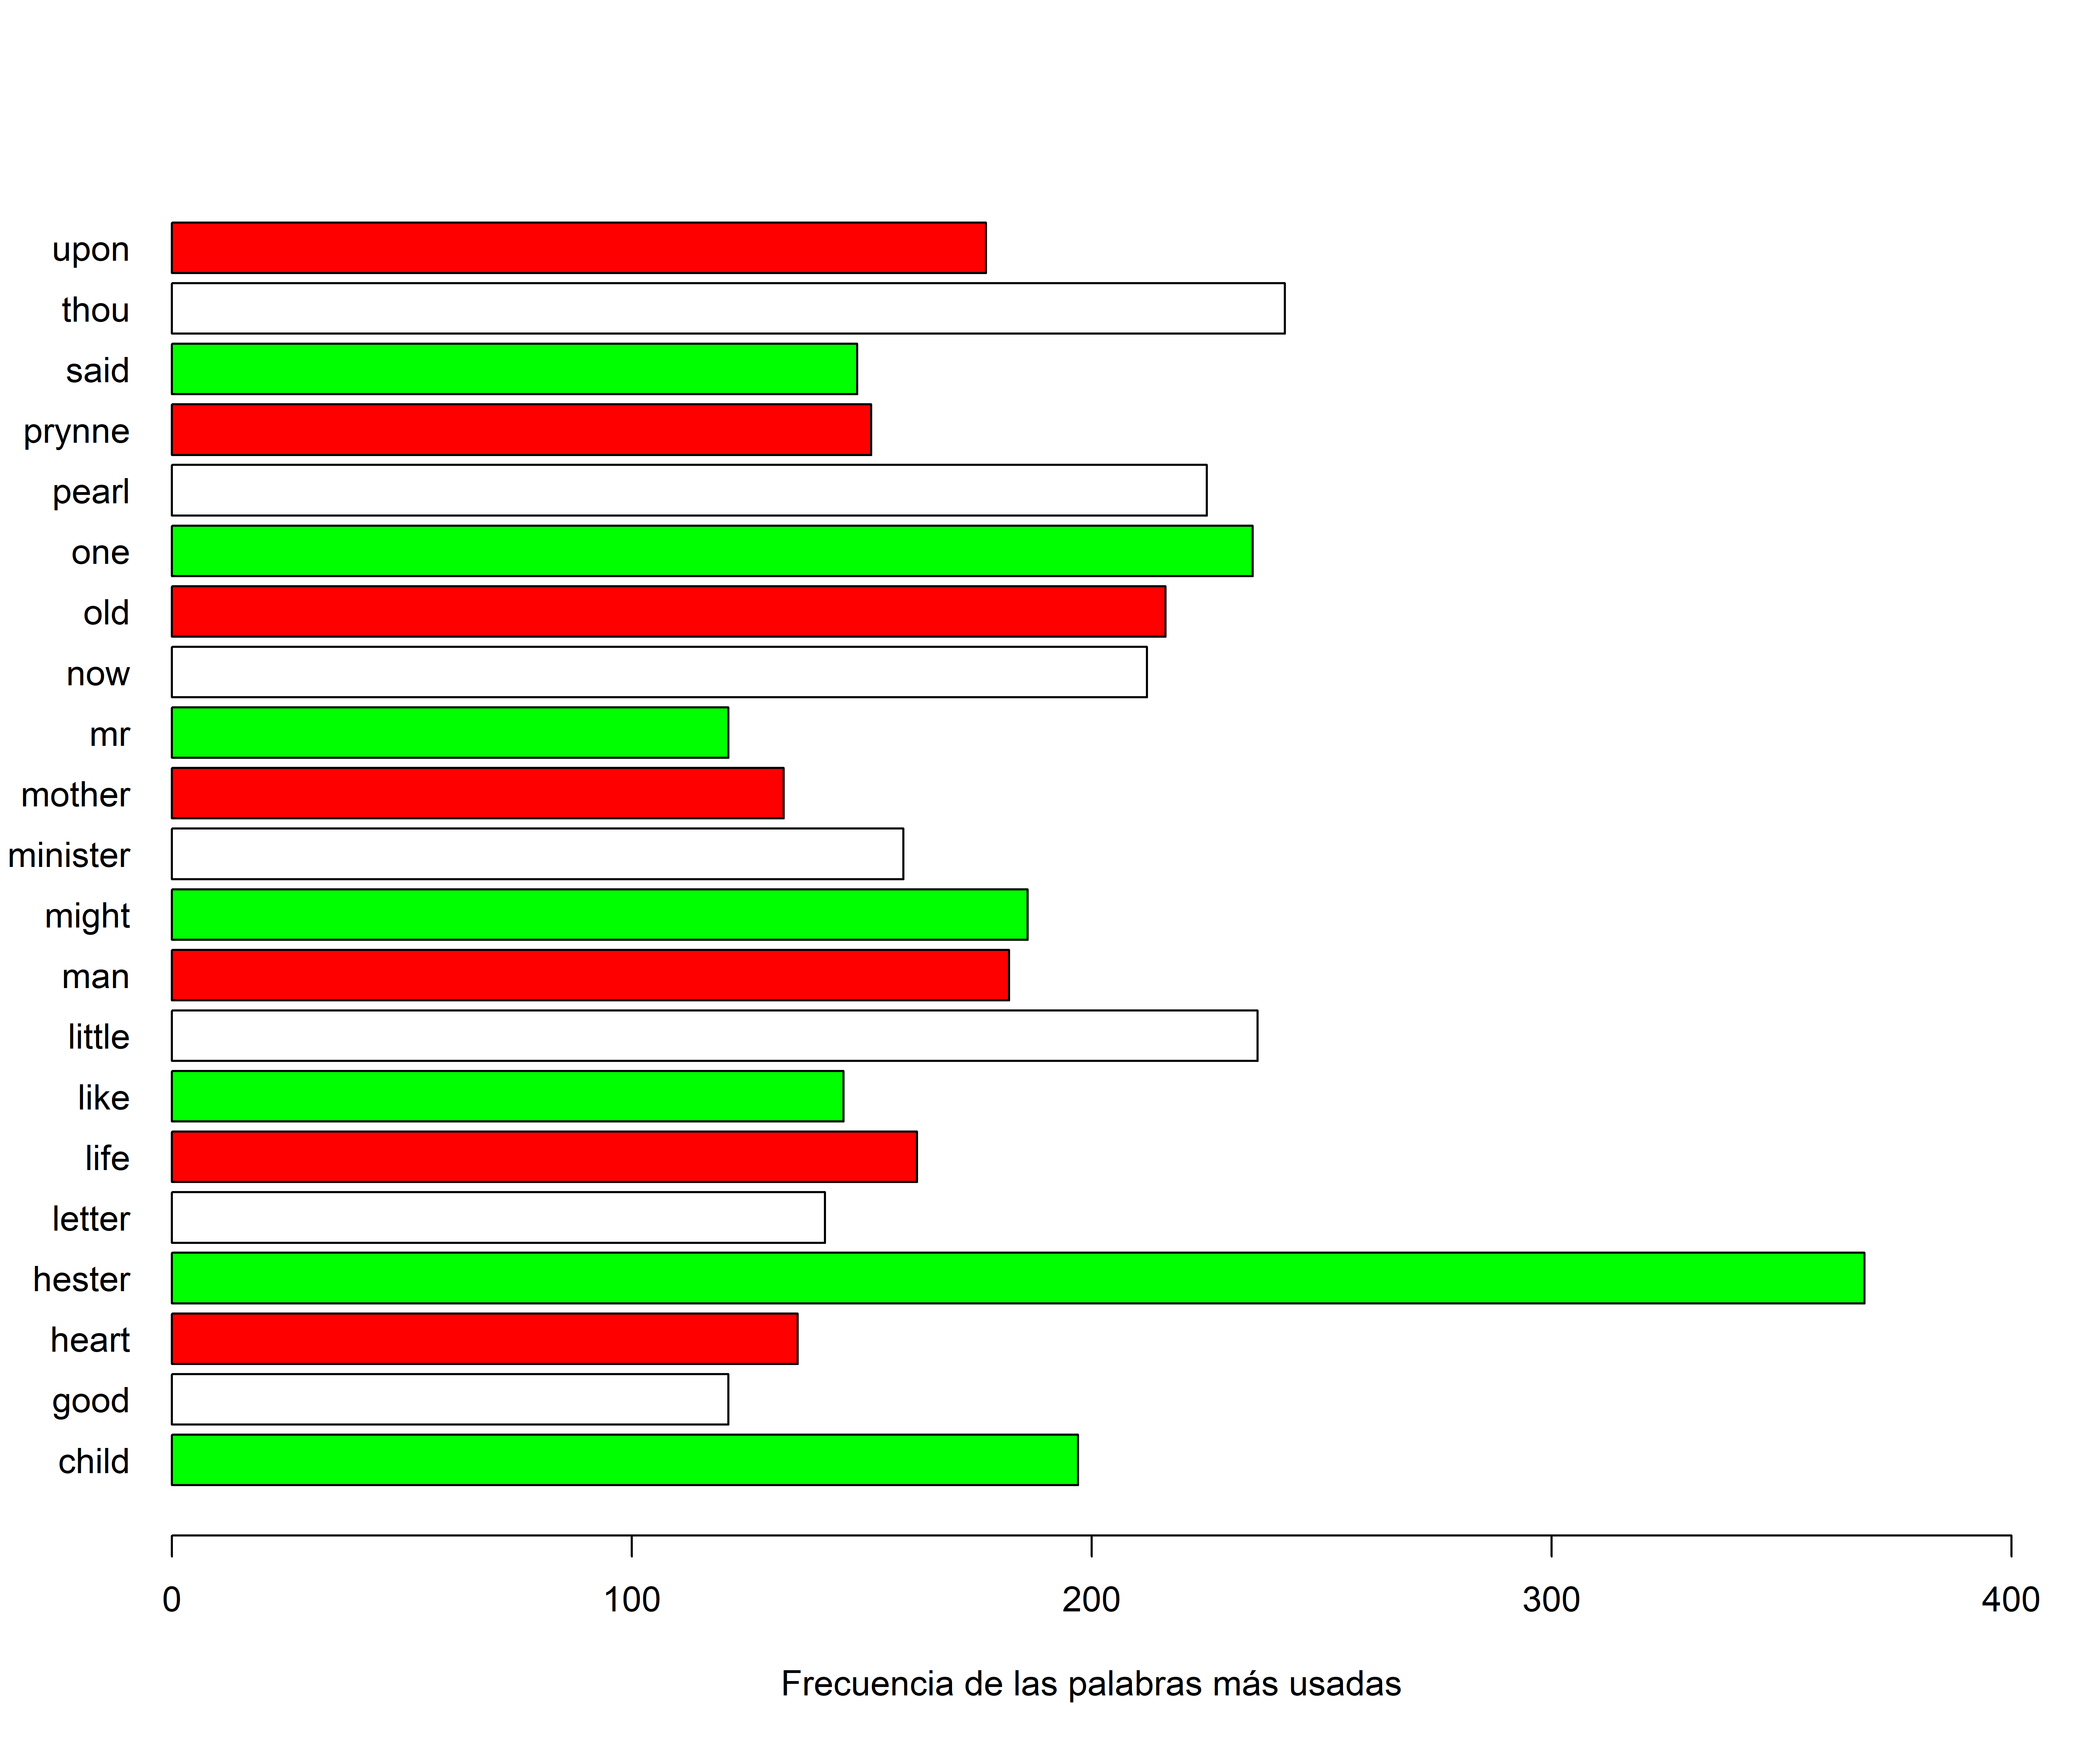 upon
thou
said
prynne
pearl
one
old
now
mr
mother
minister
might
man
little
like
life
letter
hester
heart
good
child
0 100 200 300 400
Frecuencia de las palabras más usadas